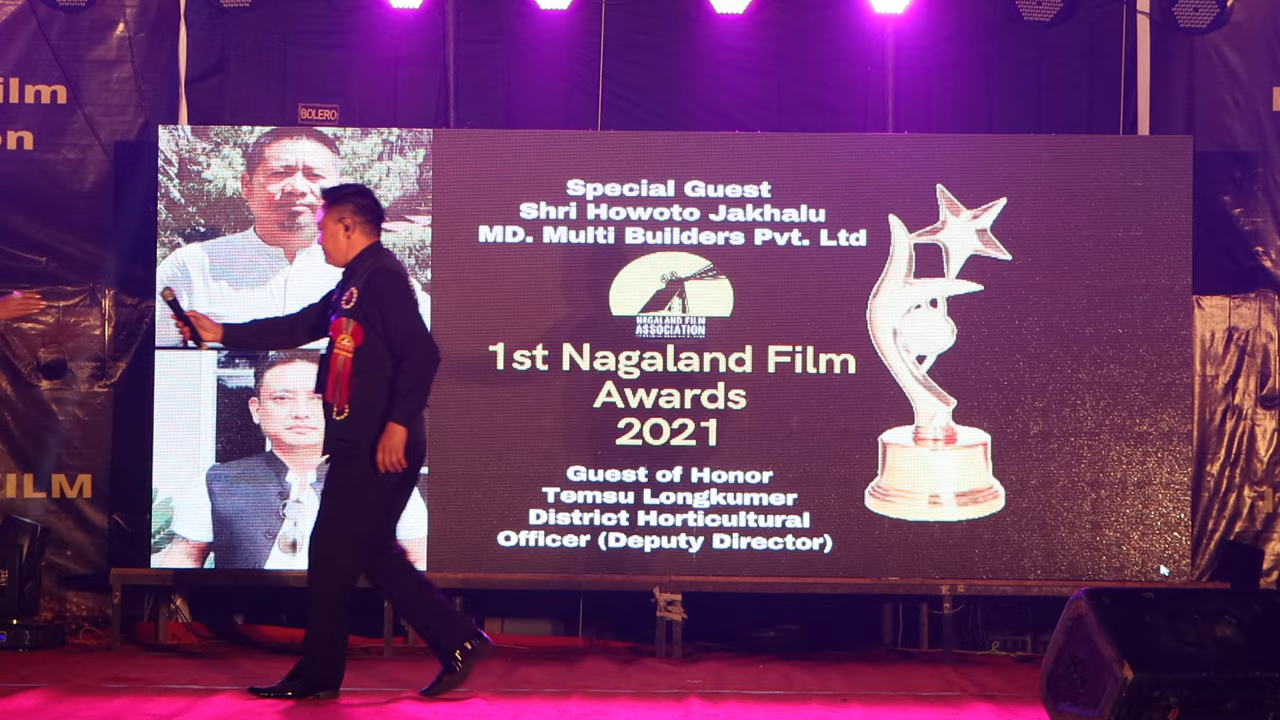 ilm
on
BOLERO
Special Guest
Shri Howoto Jakhalu
MD. Multi Builders Pvt. Ltd
NAGALAND FILM
ASSOCIATION
1st Nagaland Film
Awards
2021
Guest of Honor
Temsu Longkumer
District Horticultural
Officer (Deputy Director)
FILM